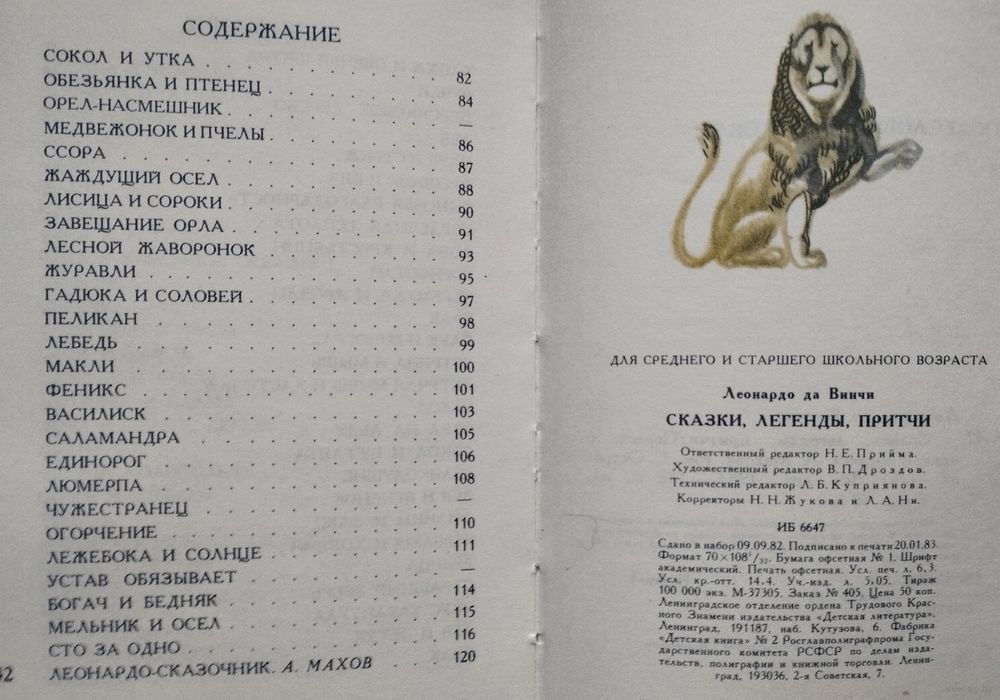 СОДЕРЖАНИЕ
СОКОЛ И УТКА . . . . . . . . . . 82
ОБЕЗЬЯНКА И ПТЕНЕЦ . . . . . . . . 84
ОРЕЛ-НАСМЕШНИК . . . . . . . . . —
МЕДВЕЖОНОК И ПЧЕЛЫ . . . . . . . . 86
ССОРА . . . . . . . . . . . . . 87
ЖАЖДУЩИЙ ОСЕЛ . . . . . . . . . 88
ЛИСИЦА И СОРОКИ . . . . . . . . . 90
ЗАВЕЩАНИЕ ОРЛА . . . . . . . . . 91
ЛЕСНОЙ ЖАВОРОНОК . . . . . . . . 93
ЖУРАВЛИ . . . . . . . . . . . . 95
ГАДЮКА И СОЛОВЕЙ . . . . . . . . 97
ПЕЛИКАН . . . . . . . . . . . . 98
ЛЕБЕДЬ . . . . . . . . . . . . 99
МАКЛИ . . . . . . . . . . . . . 100
ФЕНИКС . . . . . . . . . . . . 101
ВАСИЛИСК . . . . . . . . . . . 103
САЛАМАНДРА . . . . . . . . . . 105
ЕДИНОРОГ . . . . . . . . . . . 106
ЛЮМЕРПА . . . . . . . . . . . 108
ЧУЖЕСТРАНЕЦ . . . . . . . . . . —
ОГОРЧЕНИЕ . . . . . . . . . . . 110
ЛЕЖЕБОКА И СОЛНЦЕ . . . . . . . . 111
УСТАВ ОБЯЗЫВАЕТ . . . . . . . . . —
БОГАЧ И БЕДНЯК . . . . . . . . . 114
МЕЛЬНИК И ОСЕЛ . . . . . . . . . 115
СТО ЗА ОДНО . . . . . . . . . . 116
ЛЕОНАРДО-СКАЗОЧНИК. А. МАХОВ . . . . 120
42
ДЛЯ СРЕДНЕГО И СТАРШЕГО ШКОЛЬНОГО ВОЗРАСТА
Леонардо да Винчи
СКАЗКИ, ЛЕГЕНДЫ, ПРИТЧИ
Ответственный редактор Н. Е. Прийма.
Художественный редактор В. П. Дроздов.
Технический редактор Л. Б. Куприянова.
Корректоры Н. Н. Жукова и Л. А. Ни.
ИБ 6647
Сдано в набор 09.09.82. Подписано к печати 20.01.83.
Формат 70×108¹/₃₂. Бумага офсетная № 1. Шрифт
академический. Печать офсетная. Усл. печ. л. 6,3.
Усл. кр.-отт. 14,4. Уч.-изд. л. 5,05. Тираж
100 000 экз. М-37305. Заказ № 405. Цена 50 коп.
Ленинградское отделение ордена Трудового Крас-
ного Знамени издательства «Детская литература».
Ленинград, 191187, наб. Кутузова, 6. Фабрика
«Детская книга» № 2 Росглавполиграфпрома Госу-
дарственного комитета РСФСР по делам изда-
тельств, полиграфии и книжной торговли. Ленин-
град, 193036, 2-я Советская, 7.